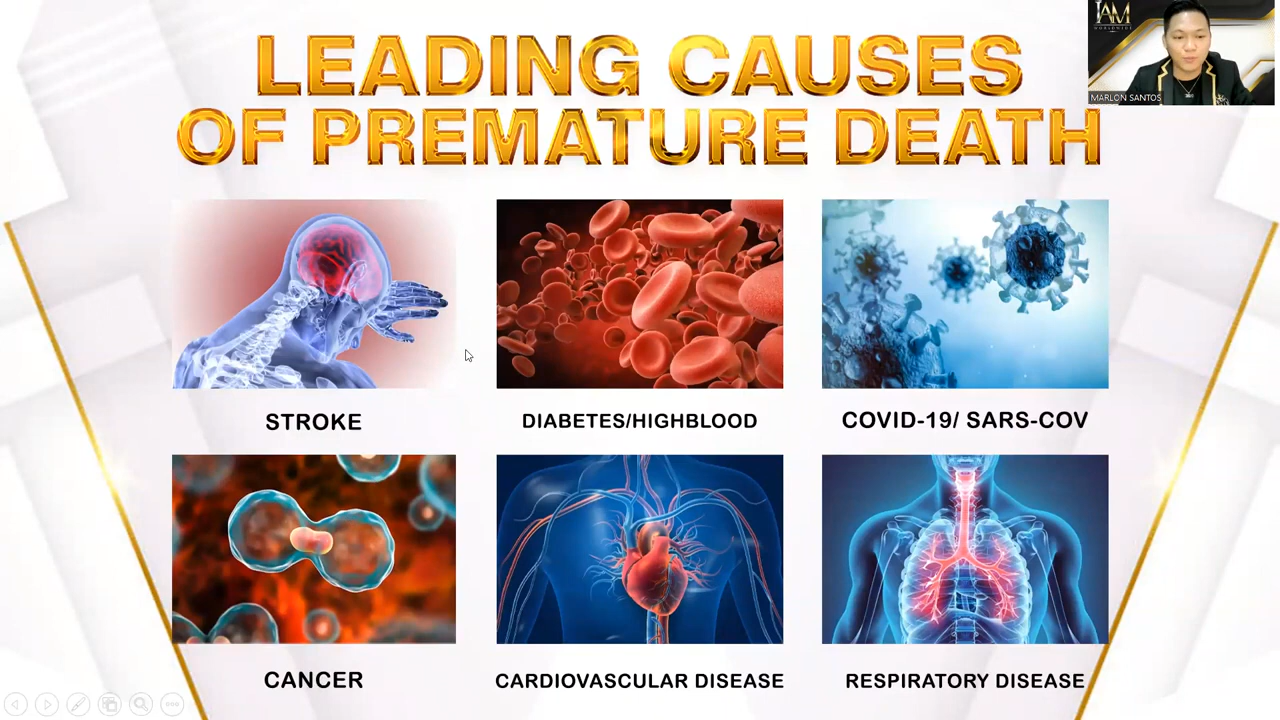 LEADING CAUSES
OF PREMATURE DEATH
IAM
WORLDWIDE
MARLON SANTOS
STROKE
DIABETES/HIGHBLOOD
COVID-19/ SARS-COV
CANCER
CARDIOVASCULAR DISEASE
RESPIRATORY DISEASE